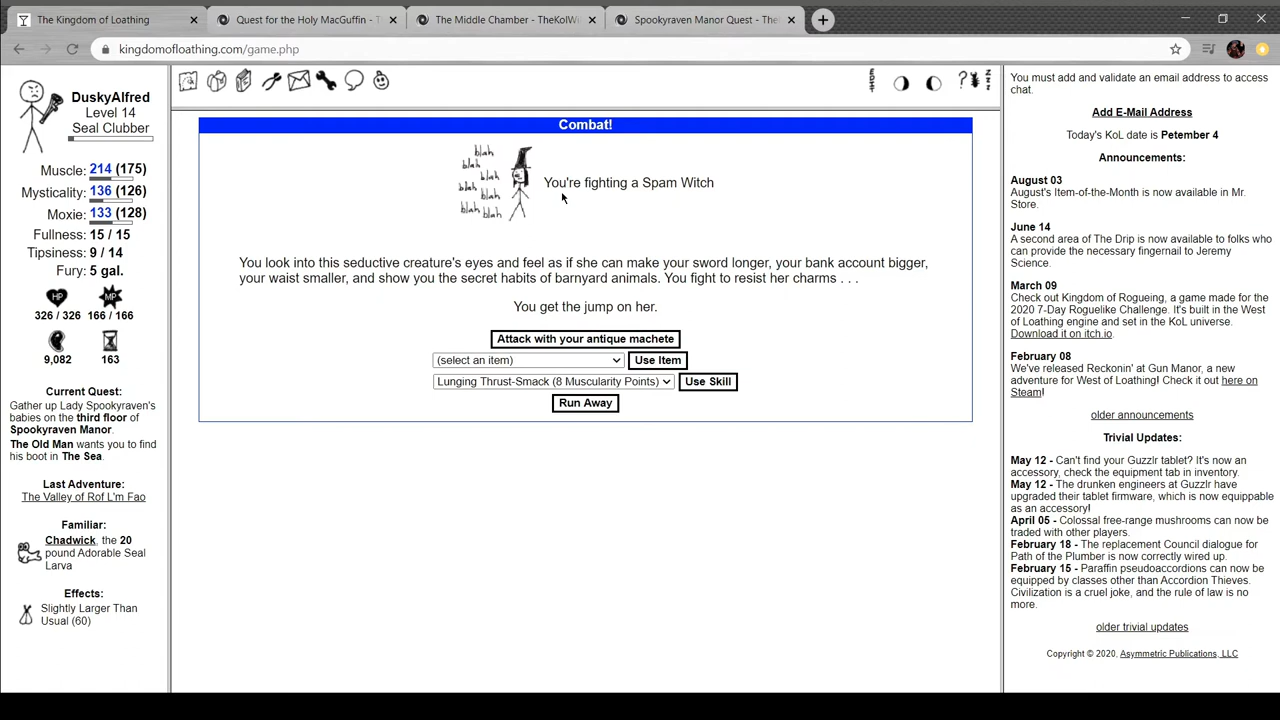 The Kingdom of Loathing
Quest for the Holy MacGuffin - T
The Middle Chamber - TheKolWi
Spookyraven Manor Quest - The
kingdomofloathing.com/game.php
DuskyAlfred
Level 14
Seal Clubber
Muscle: 214 (175)
Mysticality: 136 (126)
Moxie: 133 (128)
Fullness: 15 / 15
Tipsiness: 9 / 14
Fury: 5 gal.
HP MP
326 / 326 166 / 166
9,082 163
Current Quest:
Gather up Lady Spookyraven's
babies on the third floor of
Spookyraven Manor.
The Old Man wants you to find
his boot in The Sea.
Last Adventure:
The Valley of Rof L'm Fao
Familiar:
Chadwick, the 20
pound Adorable Seal
Larva
Effects:
Slightly Larger Than
Usual (60)
Combat!
blah
blah
blah
blah
blah
blah
blah
You're fighting a Spam Witch
You look into this seductive creature's eyes and feel as if she can make your sword longer, your bank account bigger,
your waist smaller, and show you the secret habits of barnyard animals. You fight to resist her charms . . .
You get the jump on her.
Attack with your antique machete
(select an item) Use Item
Lunging Thrust-Smack (8 Muscularity Points) Use Skill
Run Away
You must add and validate an email address to access
chat.
Add E-Mail Address
Today's KoL date is Petember 4
Announcements:
August 03
August's Item-of-the-Month is now available in Mr.
Store.
June 14
A second area of The Drip is now available to folks who
can provide the necessary fingernail to Jeremy
Science.
March 09
Check out Kingdom of Rogueing, a game made for the
2020 7-Day Roguelike Challenge. It's built in the West
of Loathing engine and set in the KoL universe.
Download it on itch.io.
February 08
We've released Reckonin' at Gun Manor, a new
adventure for West of Loathing! Check it out here on
Steam!
older announcements
Trivial Updates:
May 12 - Can't find your Guzzlr tablet? It's now an
accessory, check the equipment tab in inventory.
May 12 - The drunken engineers at Guzzlr have
upgraded their tablet firmware, which is now equippable
as an accessory!
April 05 - Colossal free-range mushrooms can now be
traded with other players.
February 18 - The replacement Council dialogue for
Path of the Plumber is now correctly wired up.
February 15 - Paraffin pseudoaccordions can now be
equipped by classes other than Accordion Thieves.
Civilization is a cruel joke, and the rule of law is no
more.
older trivial updates
Copyright © 2020, Asymmetric Publications, LLC